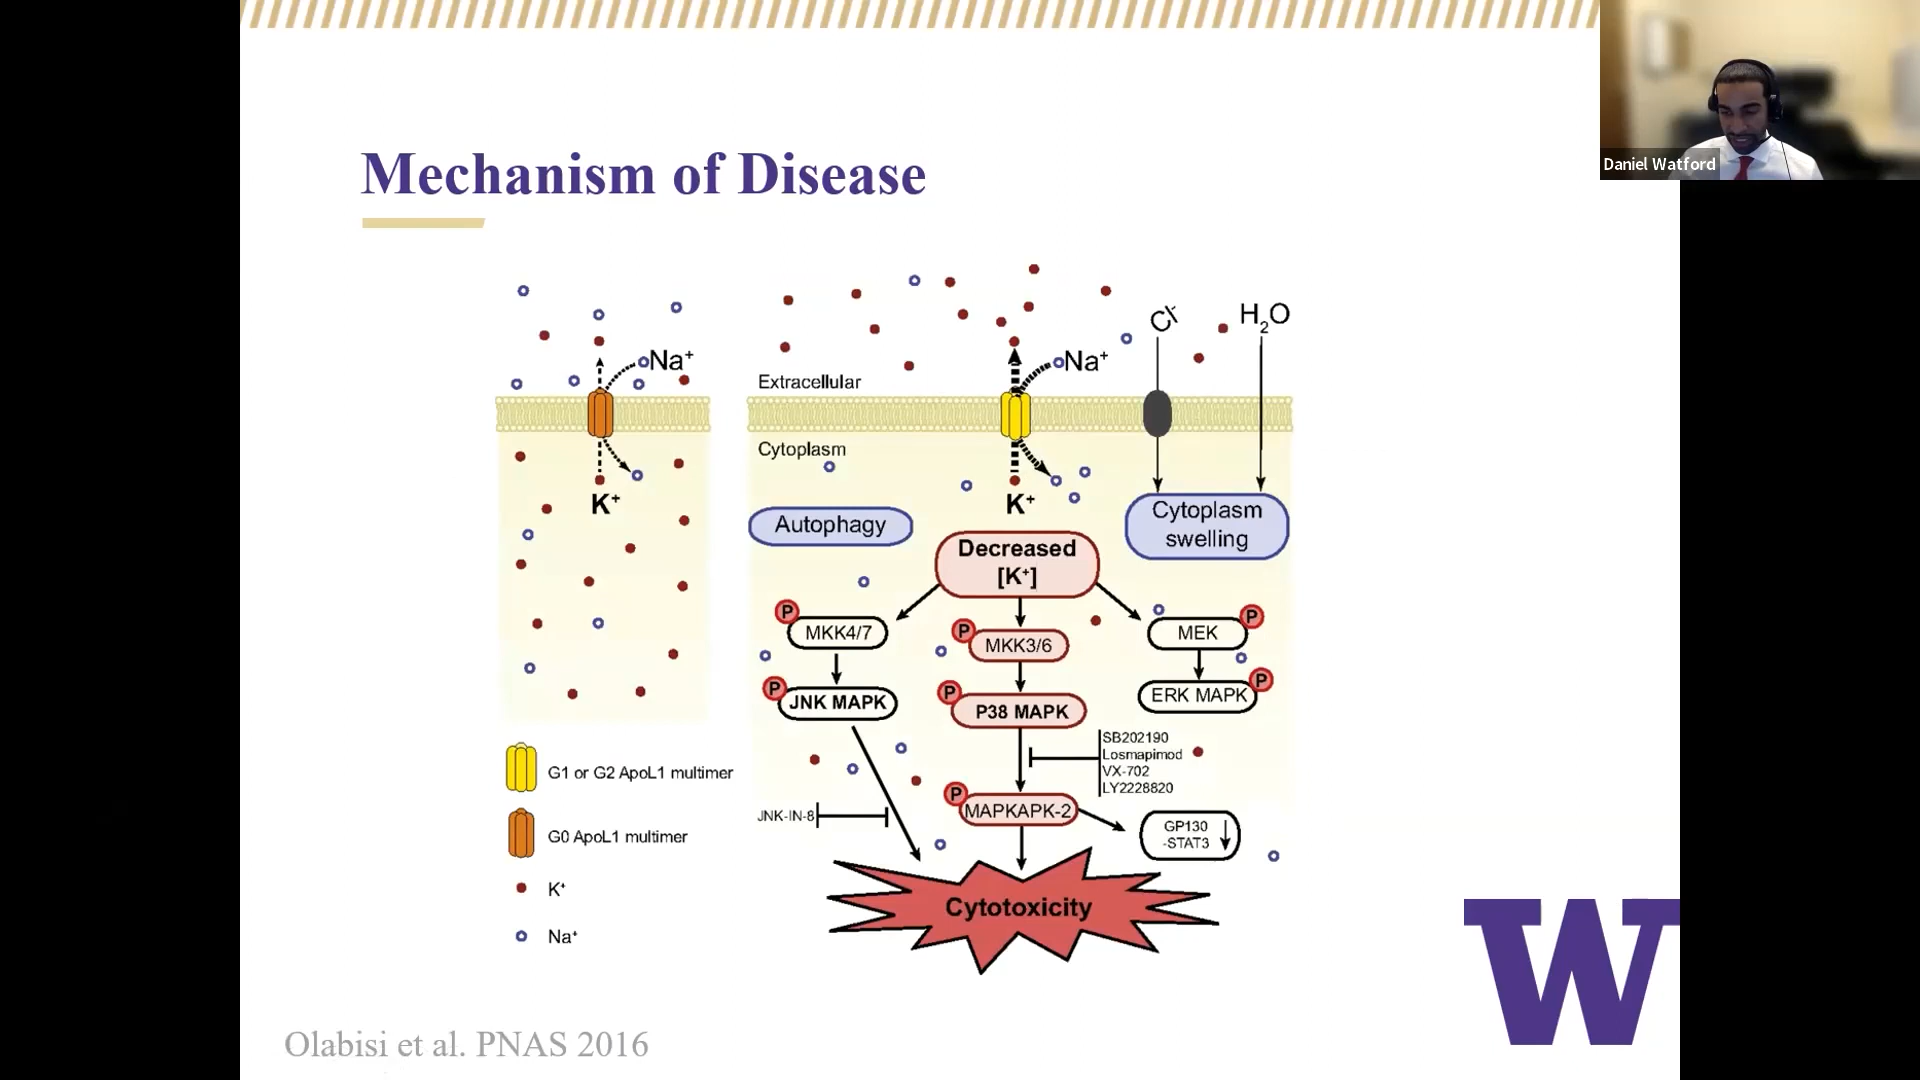 Daniel Watford
Mechanism of Disease
Na⁺
K⁺
Extracellular
Cytoplasm
Na⁺
K⁺
Cl⁻
H₂O
Autophagy
Cytoplasm
swelling
Decreased
[K⁺]
P
MKK4/7
P
JNK MAPK
P
MKK3/6
P
P38 MAPK
MEK
P
ERK MAPK
P
SB202190
Losmapimod
VX-702
LY2228820
JNK-IN-8
P
MAPKAPK-2
GP130
-STAT3
Cytotoxicity
G1 or G2 ApoL1 multimer
G0 ApoL1 multimer
K⁺
Na⁺
W
Olabisi et al. PNAS 2016